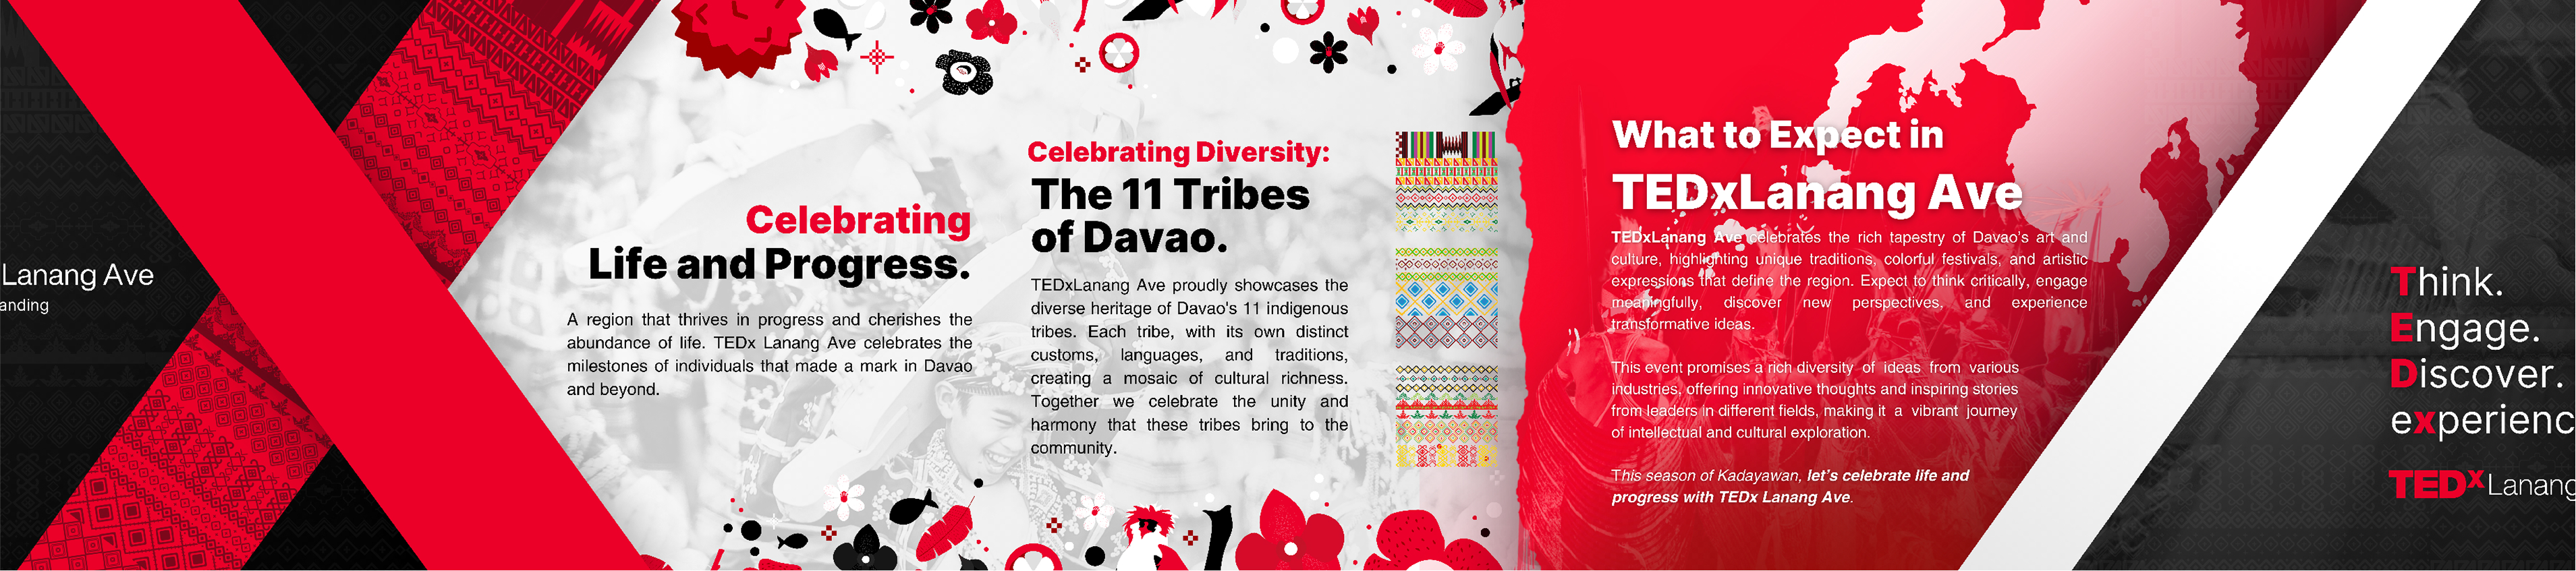 Lanang Ave
anding
Celebrating
Life and Progress.
A region that thrives in progress and cherishes the
abundance of life. TEDx Lanang Ave celebrates the
milestones of individuals that made a mark in Davao
and beyond.
Celebrating Diversity:
The 11 Tribes
of Davao.
TEDxLanang Ave proudly showcases the
diverse heritage of Davao's 11 indigenous
tribes. Each tribe, with its own distinct
customs, languages, and traditions,
creating a mosaic of cultural richness.
Together we celebrate the unity and
harmony that these tribes bring to the
community.
What to Expect in
TEDxLanang Ave
TEDxLanang Ave celebrates the rich tapestry of Davao's art and
culture, highlighting unique traditions, colorful festivals, and artistic
expressions that define the region. Expect to think critically, engage
meaningfully, discover new perspectives, and experience
transformative ideas.
This event promises a rich diversity of ideas from various
industries, offering innovative thoughts and inspiring stories
from leaders in different fields, making it a vibrant journey
of intellectual and cultural exploration.
This season of Kadayawan, let's celebrate life and
progress with TEDx Lanang Ave.
Think.
Engage.
Discover.
experienc
TEDx Lanang